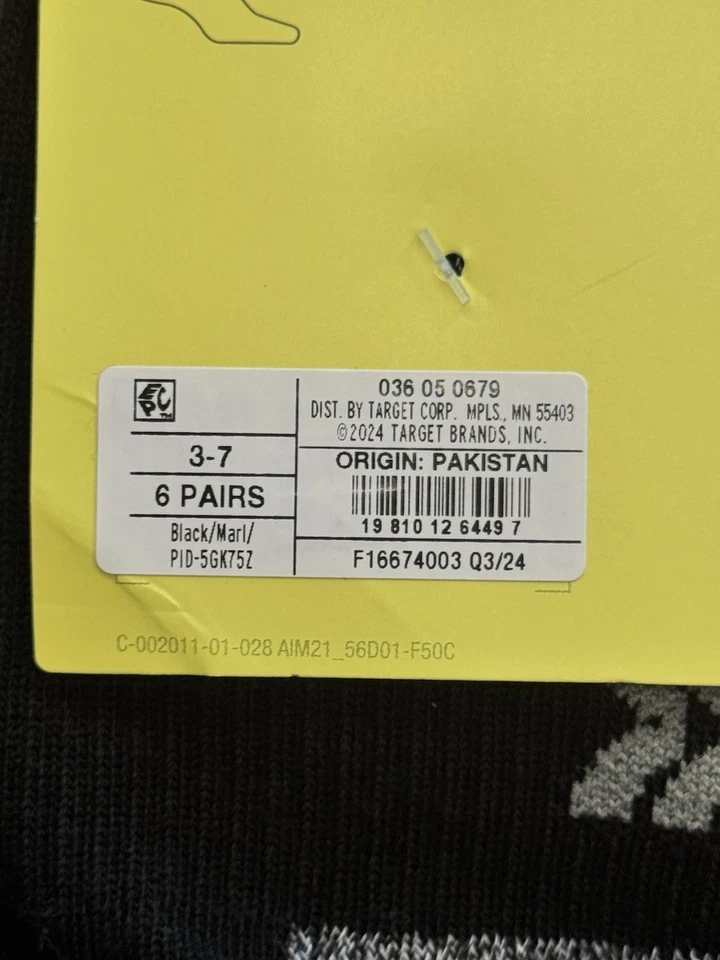 EPC™
3-7
6 PAIRS
Black/Marl/
PID-5GK75Z
036 05 0679
DIST. BY TARGET CORP. MPLS., MN 55403
©2024 TARGET BRANDS, INC.
ORIGIN: PAKISTAN
19 810 12 6449 7
F16674003 Q3/24
C-002011-01-028 AIM21_56D01-F50C